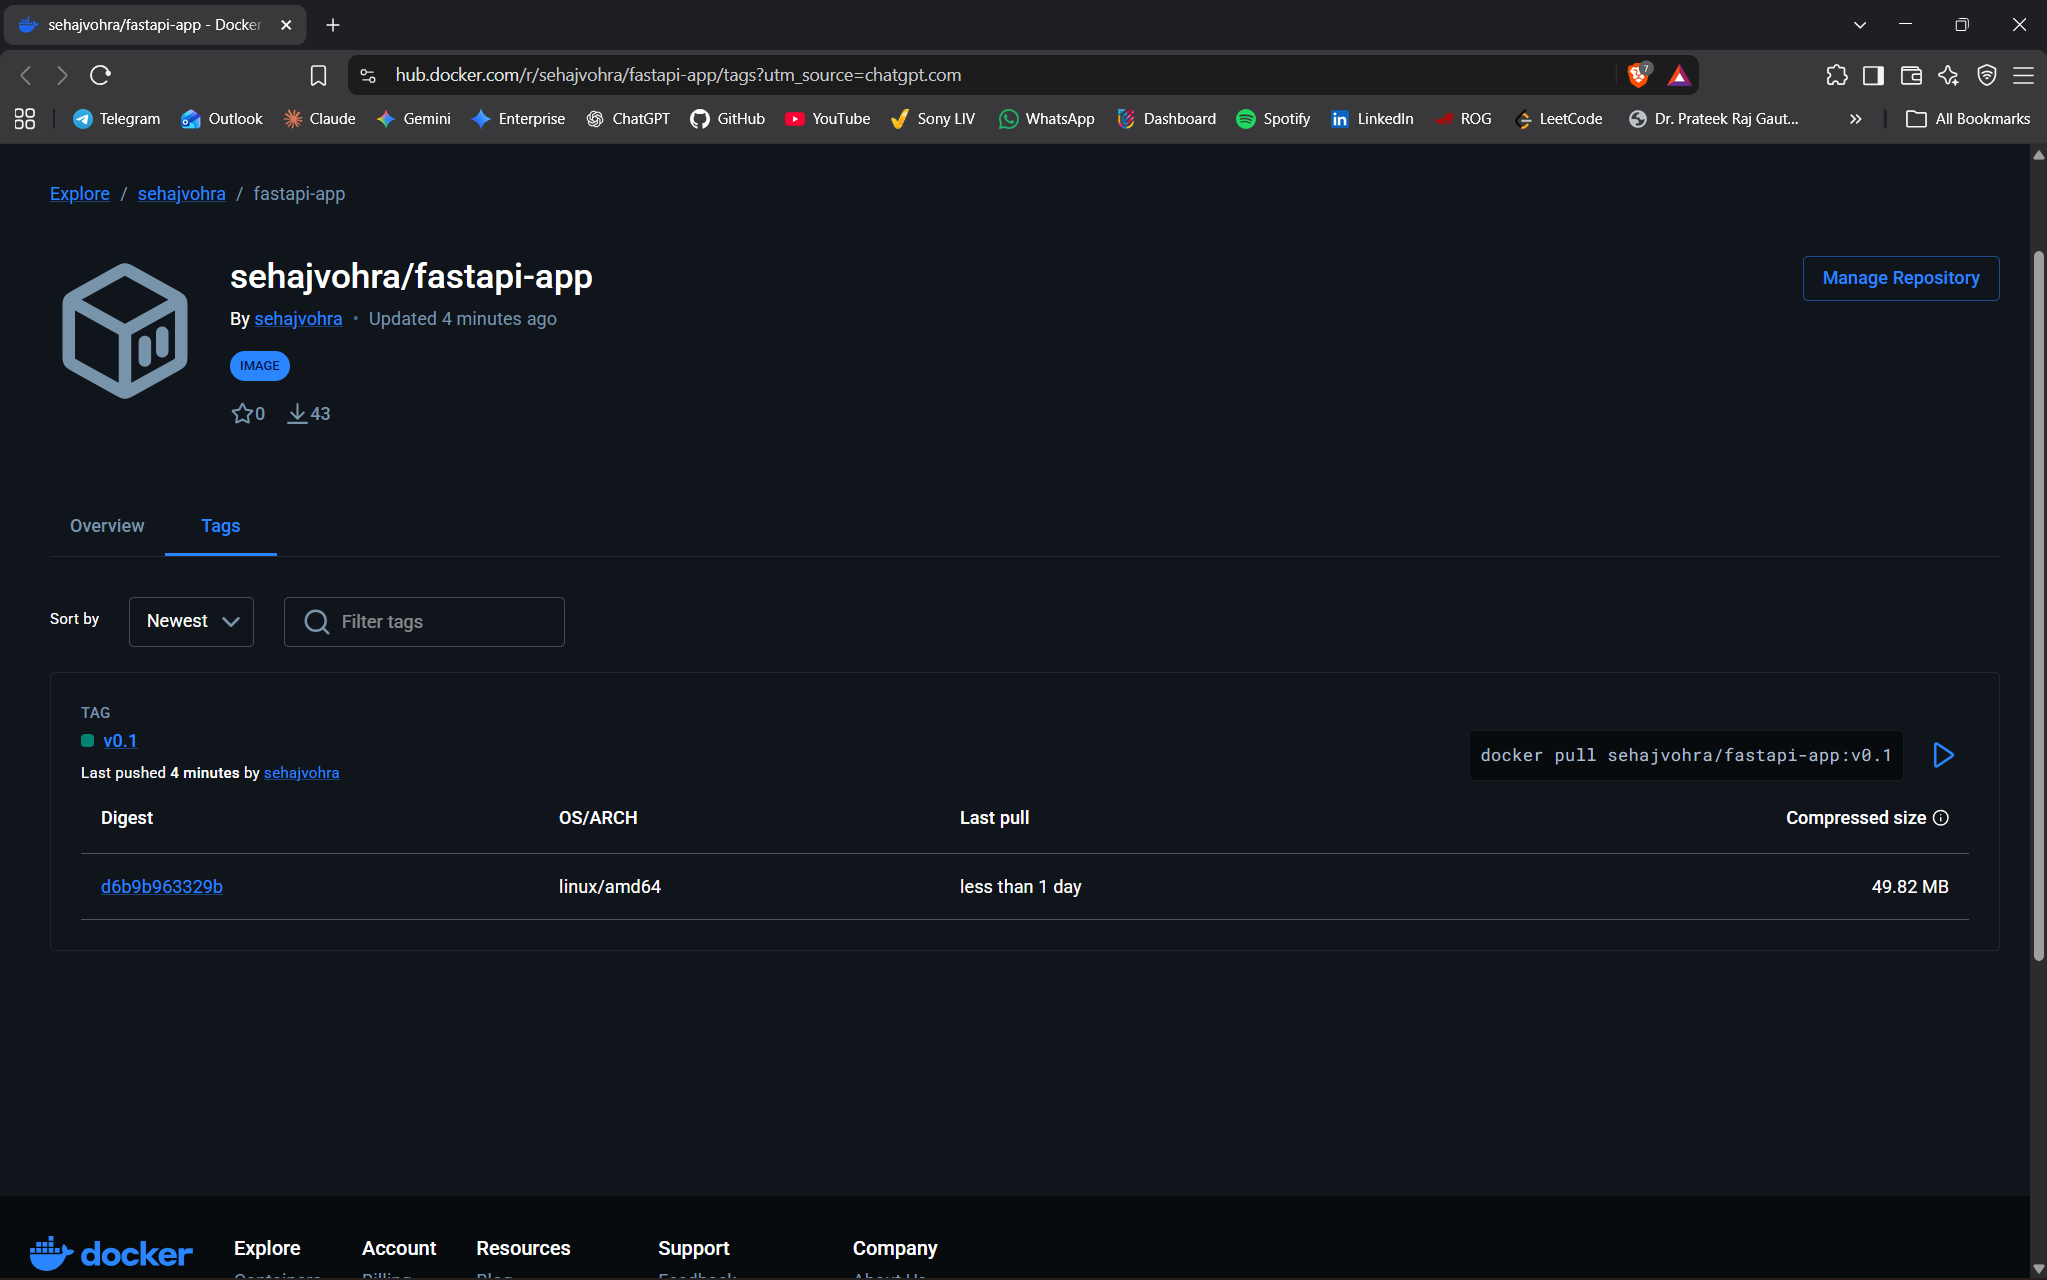 sehajvohra/fastapi-app - Docker
hub.docker.com/r/sehajvohra/fastapi-app/tags?utm_source=chatgpt.com
7
Telegram Outlook Claude Gemini Enterprise ChatGPT GitHub YouTube Sony LIV WhatsApp Dashboard Spotify LinkedIn ROG LeetCode Dr. Prateek Raj Gaut... » All Bookmarks
Explore / sehajvohra / fastapi-app
sehajvohra/fastapi-app
Manage Repository
By sehajvohra • Updated 4 minutes ago
IMAGE
0 43
Overview Tags
Sort by Newest Filter tags
TAG
v0.1
docker pull sehajvohra/fastapi-app:v0.1
Last pushed 4 minutes by sehajvohra
Digest OS/ARCH Last pull Compressed size
d6b9b963329b linux/amd64 less than 1 day 49.82 MB
docker Explore Account Resources Support Company